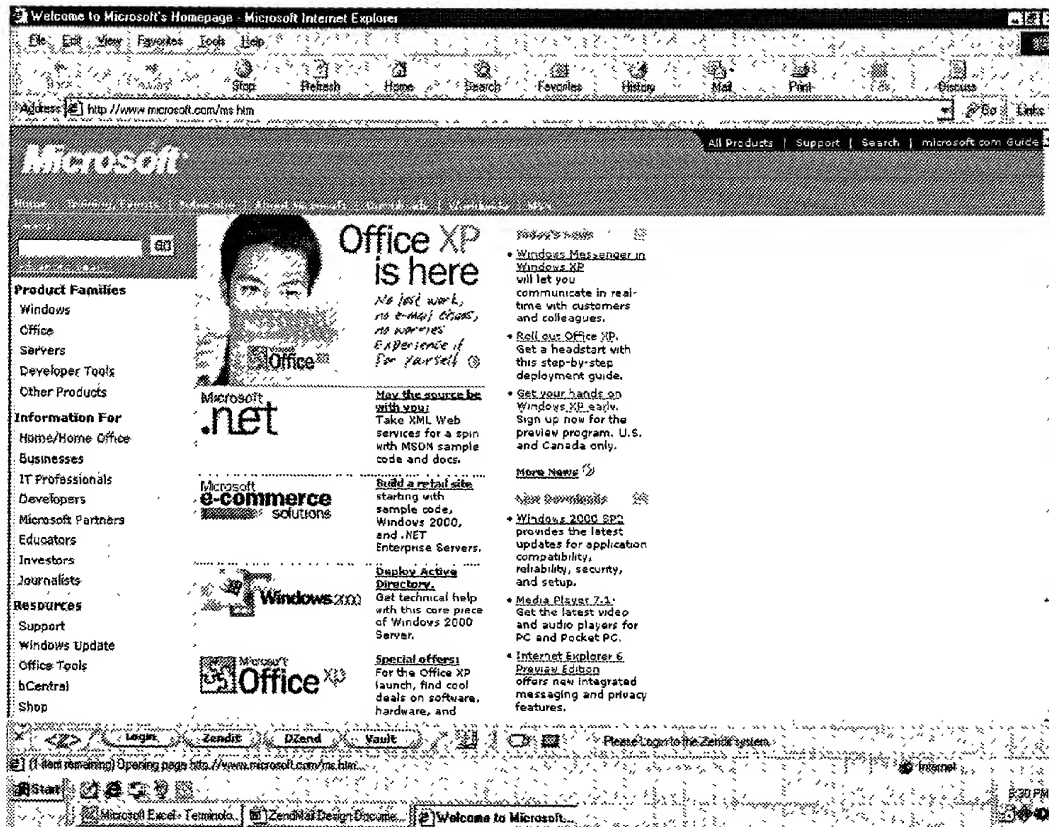 Welcome to Microsoft's Homepage - Microsoft Internet Explorer
File Edit View Favorites Tools Help
Stop Refresh Home Search Favorites History Mail Print Discuss
Address http://www.microsoft.com/ms.htm Go Links
All Products | Support | Search | microsoft.com Guide
Microsoft
Home | Training/Events |
GO
Product Families
Windows
Office
Servers
Developer Tools
Other Products
Information For
Home/Home Office
Businesses
IT Professionals
Developers
Microsoft Partners
Educators
Investors
Journalists
Resources
Support
Windows Update
Office Tools
bCentral
Shop
Office XP
is here
No lost work,
no e-mail chaos,
no worries
Experience it
for yourself
Office
Microsoft
.net
May the source be
with you:
Take XML Web
services for a spin
with MSDN sample
code and docs.
Microsoft
e-commerce
solutions
Build a retail site
starting with
sample code,
Windows 2000,
and .NET
Enterprise Servers.
Windows 2000
Deploy Active
Directory.
Get technical help
with this core piece
of Windows 2000
Server.
Microsoft
Office XP
Special offers:
For the Office XP
launch, find cool
deals on software,
hardware, and
Today's News
• Windows Messenger in
Windows XP
will let you
communicate in real-
time with customers
and colleagues.
• Roll out Office XP.
Get a headstart with
this step-by-step
deployment guide.
• Get your hands on
Windows XP early.
Sign up now for the
preview program. U.S.
and Canada only.
More News
New Downloads
• Windows 2000 SP2
provides the latest
updates for application
compatibility,
reliability, security,
and setup.
• Media Player 7.1:
Get the latest video
and audio players for
PC and Pocket PC.
• Internet Explorer 6
Preview Edition
offers new integrated
messaging and privacy
features.
<Z> Login Zendit DZend Vault Please Login to the Zendit system.
(1 item remaining) Opening page http://www.microsoft.com/ms.htm... Internet
Start 8:30 PM
Microsoft Excel - Terminolo... ZendMail Design Docume... Welcome to Microsoft...